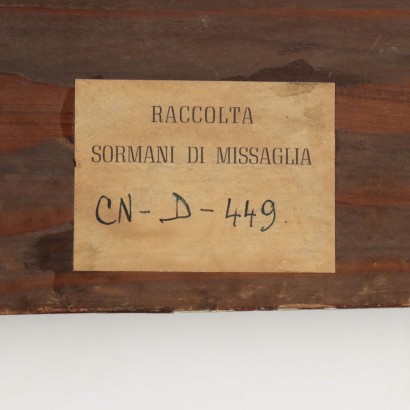 RACCOLTA
SORMANI DI MISSAGLIA
CN-D-449.